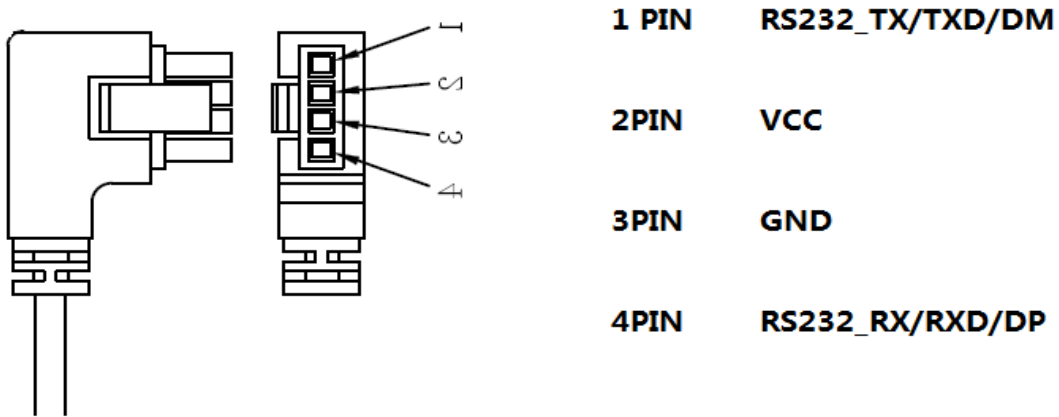 1
2
3
4
1 PIN RS232_TX/TXD/DM
2PIN VCC
3PIN GND
4PIN RS232_RX/RXD/DP